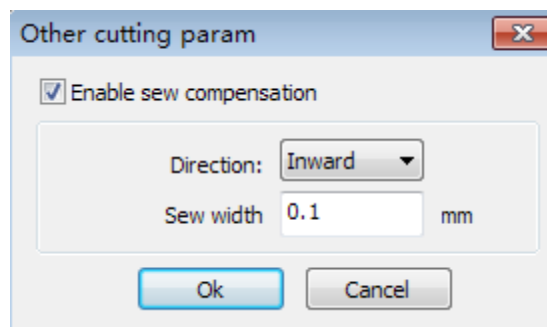 Other cutting param
Enable sew compensation
Direction: Inward
Sew width 0.1 mm
Ok Cancel